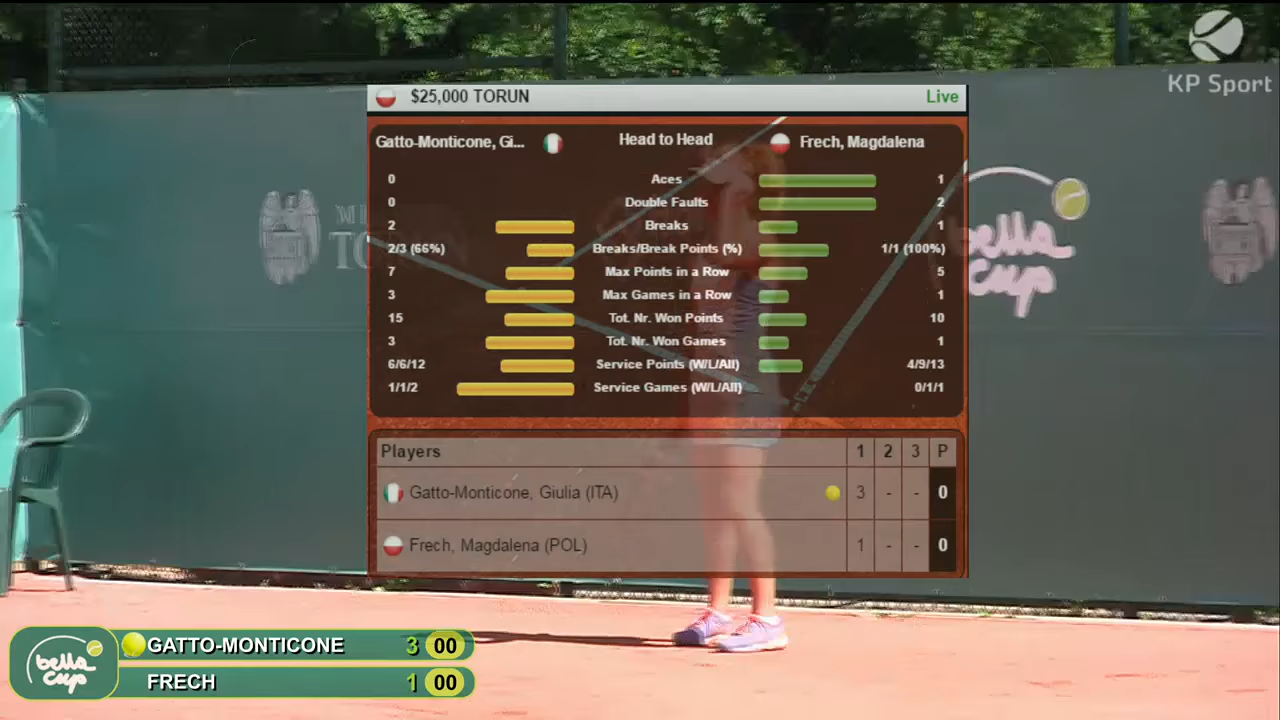 KP Sport
$25,000 TORUN Live
Gatto-Monticone, Gi... Head to Head Frech, Magdalena
0 Aces 1
0 Double Faults 2
2 Breaks 1
2/3 (66%) Breaks/Break Points (%) 1/1 (100%)
7 Max Points in a Row 5
3 Max Games in a Row 1
15 Tot. Nr. Won Points 10
3 Tot. Nr. Won Games 1
6/6/12 Service Points (W/L/All) 4/9/13
1/1/2 Service Games (W/L/All) 0/1/1
bella
cup
Players 1 2 3 P
Gatto-Monticone, Giulia (ITA) 3 - - 0
Frech, Magdalena (POL) 1 - - 0
bella
cup
GATTO-MONTICONE 3 00
FRECH 1 00